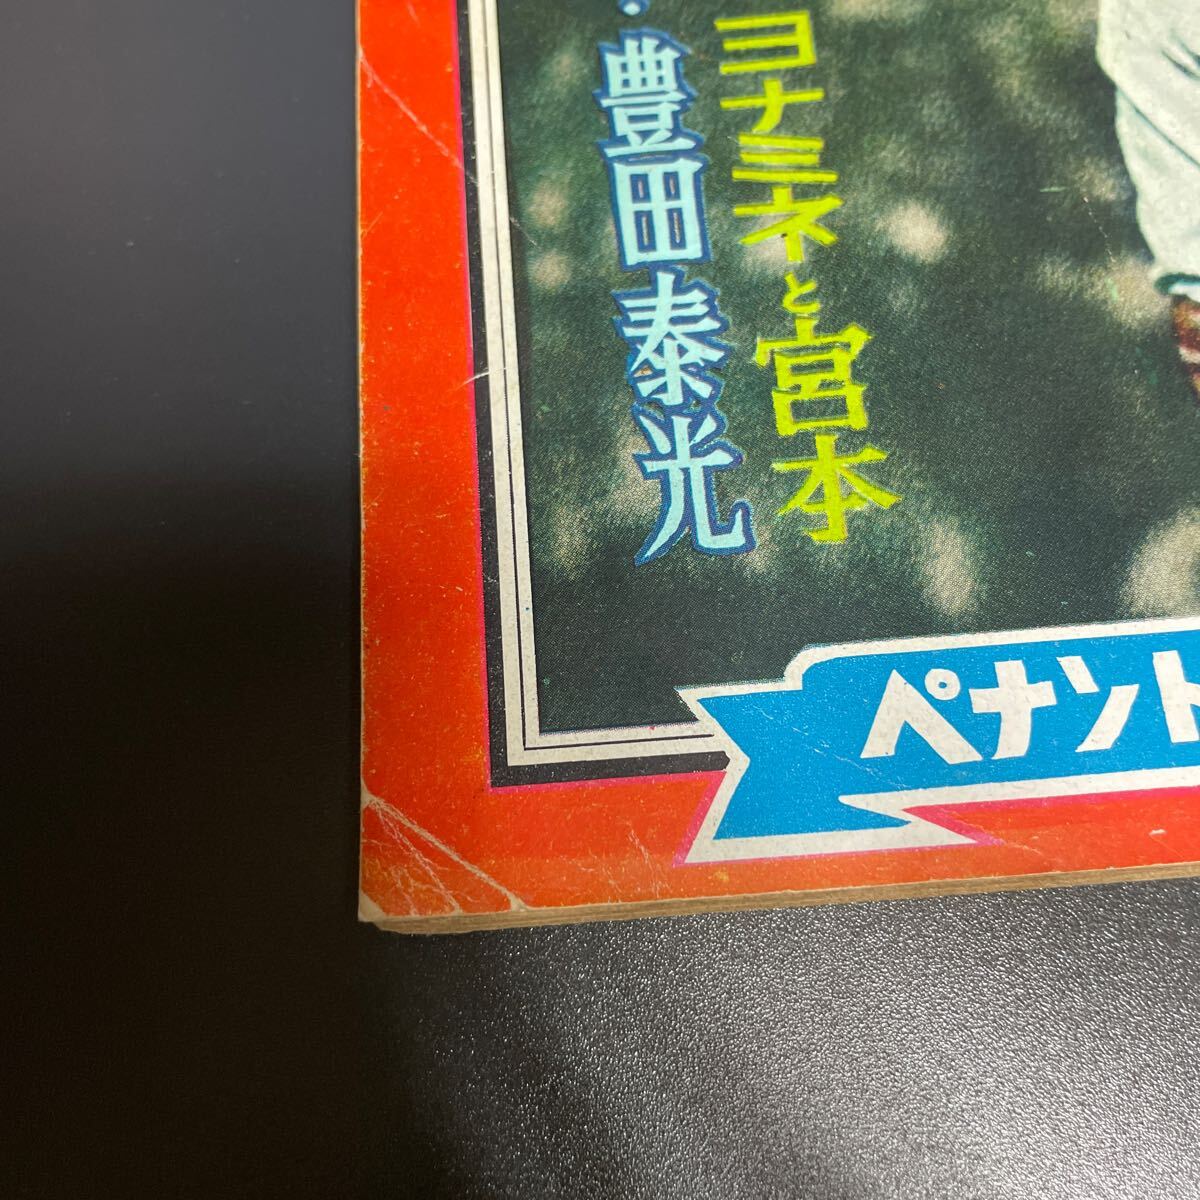 ヨナミネと宮本
・豊田泰光
ペナント